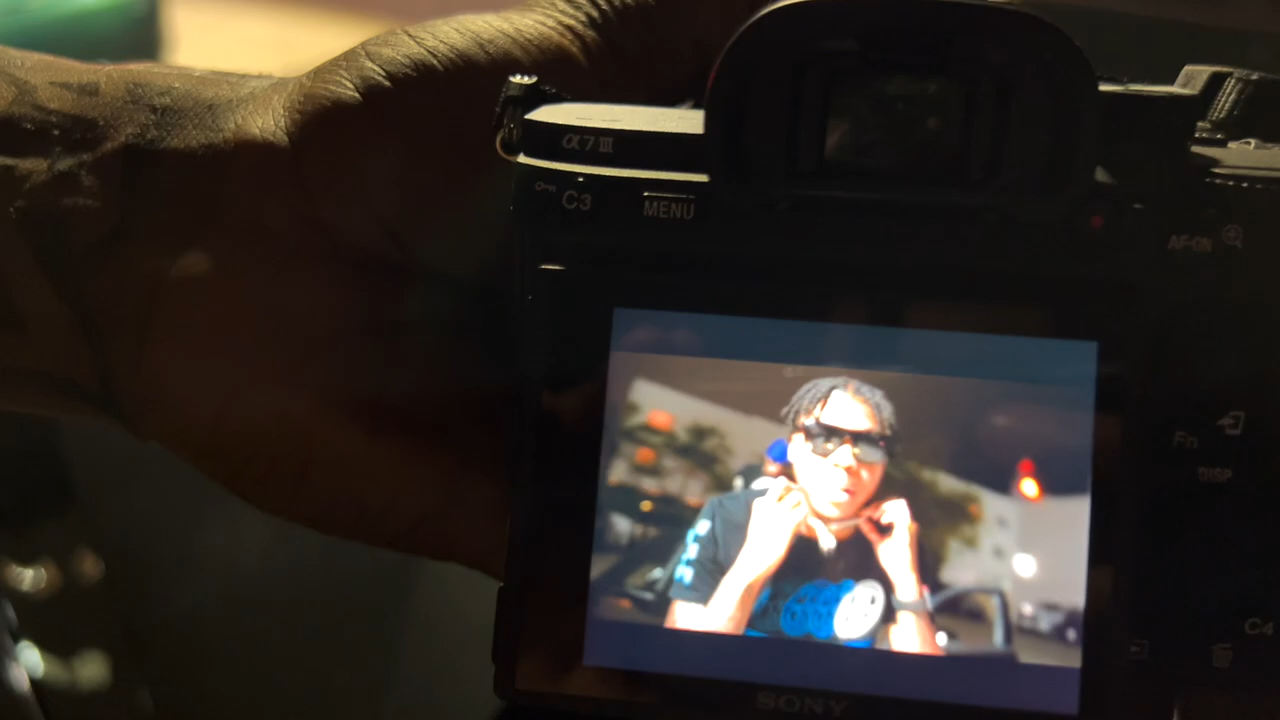 α7III
C3 MENU
AF-ON
Fn
DISP
C4
SONY